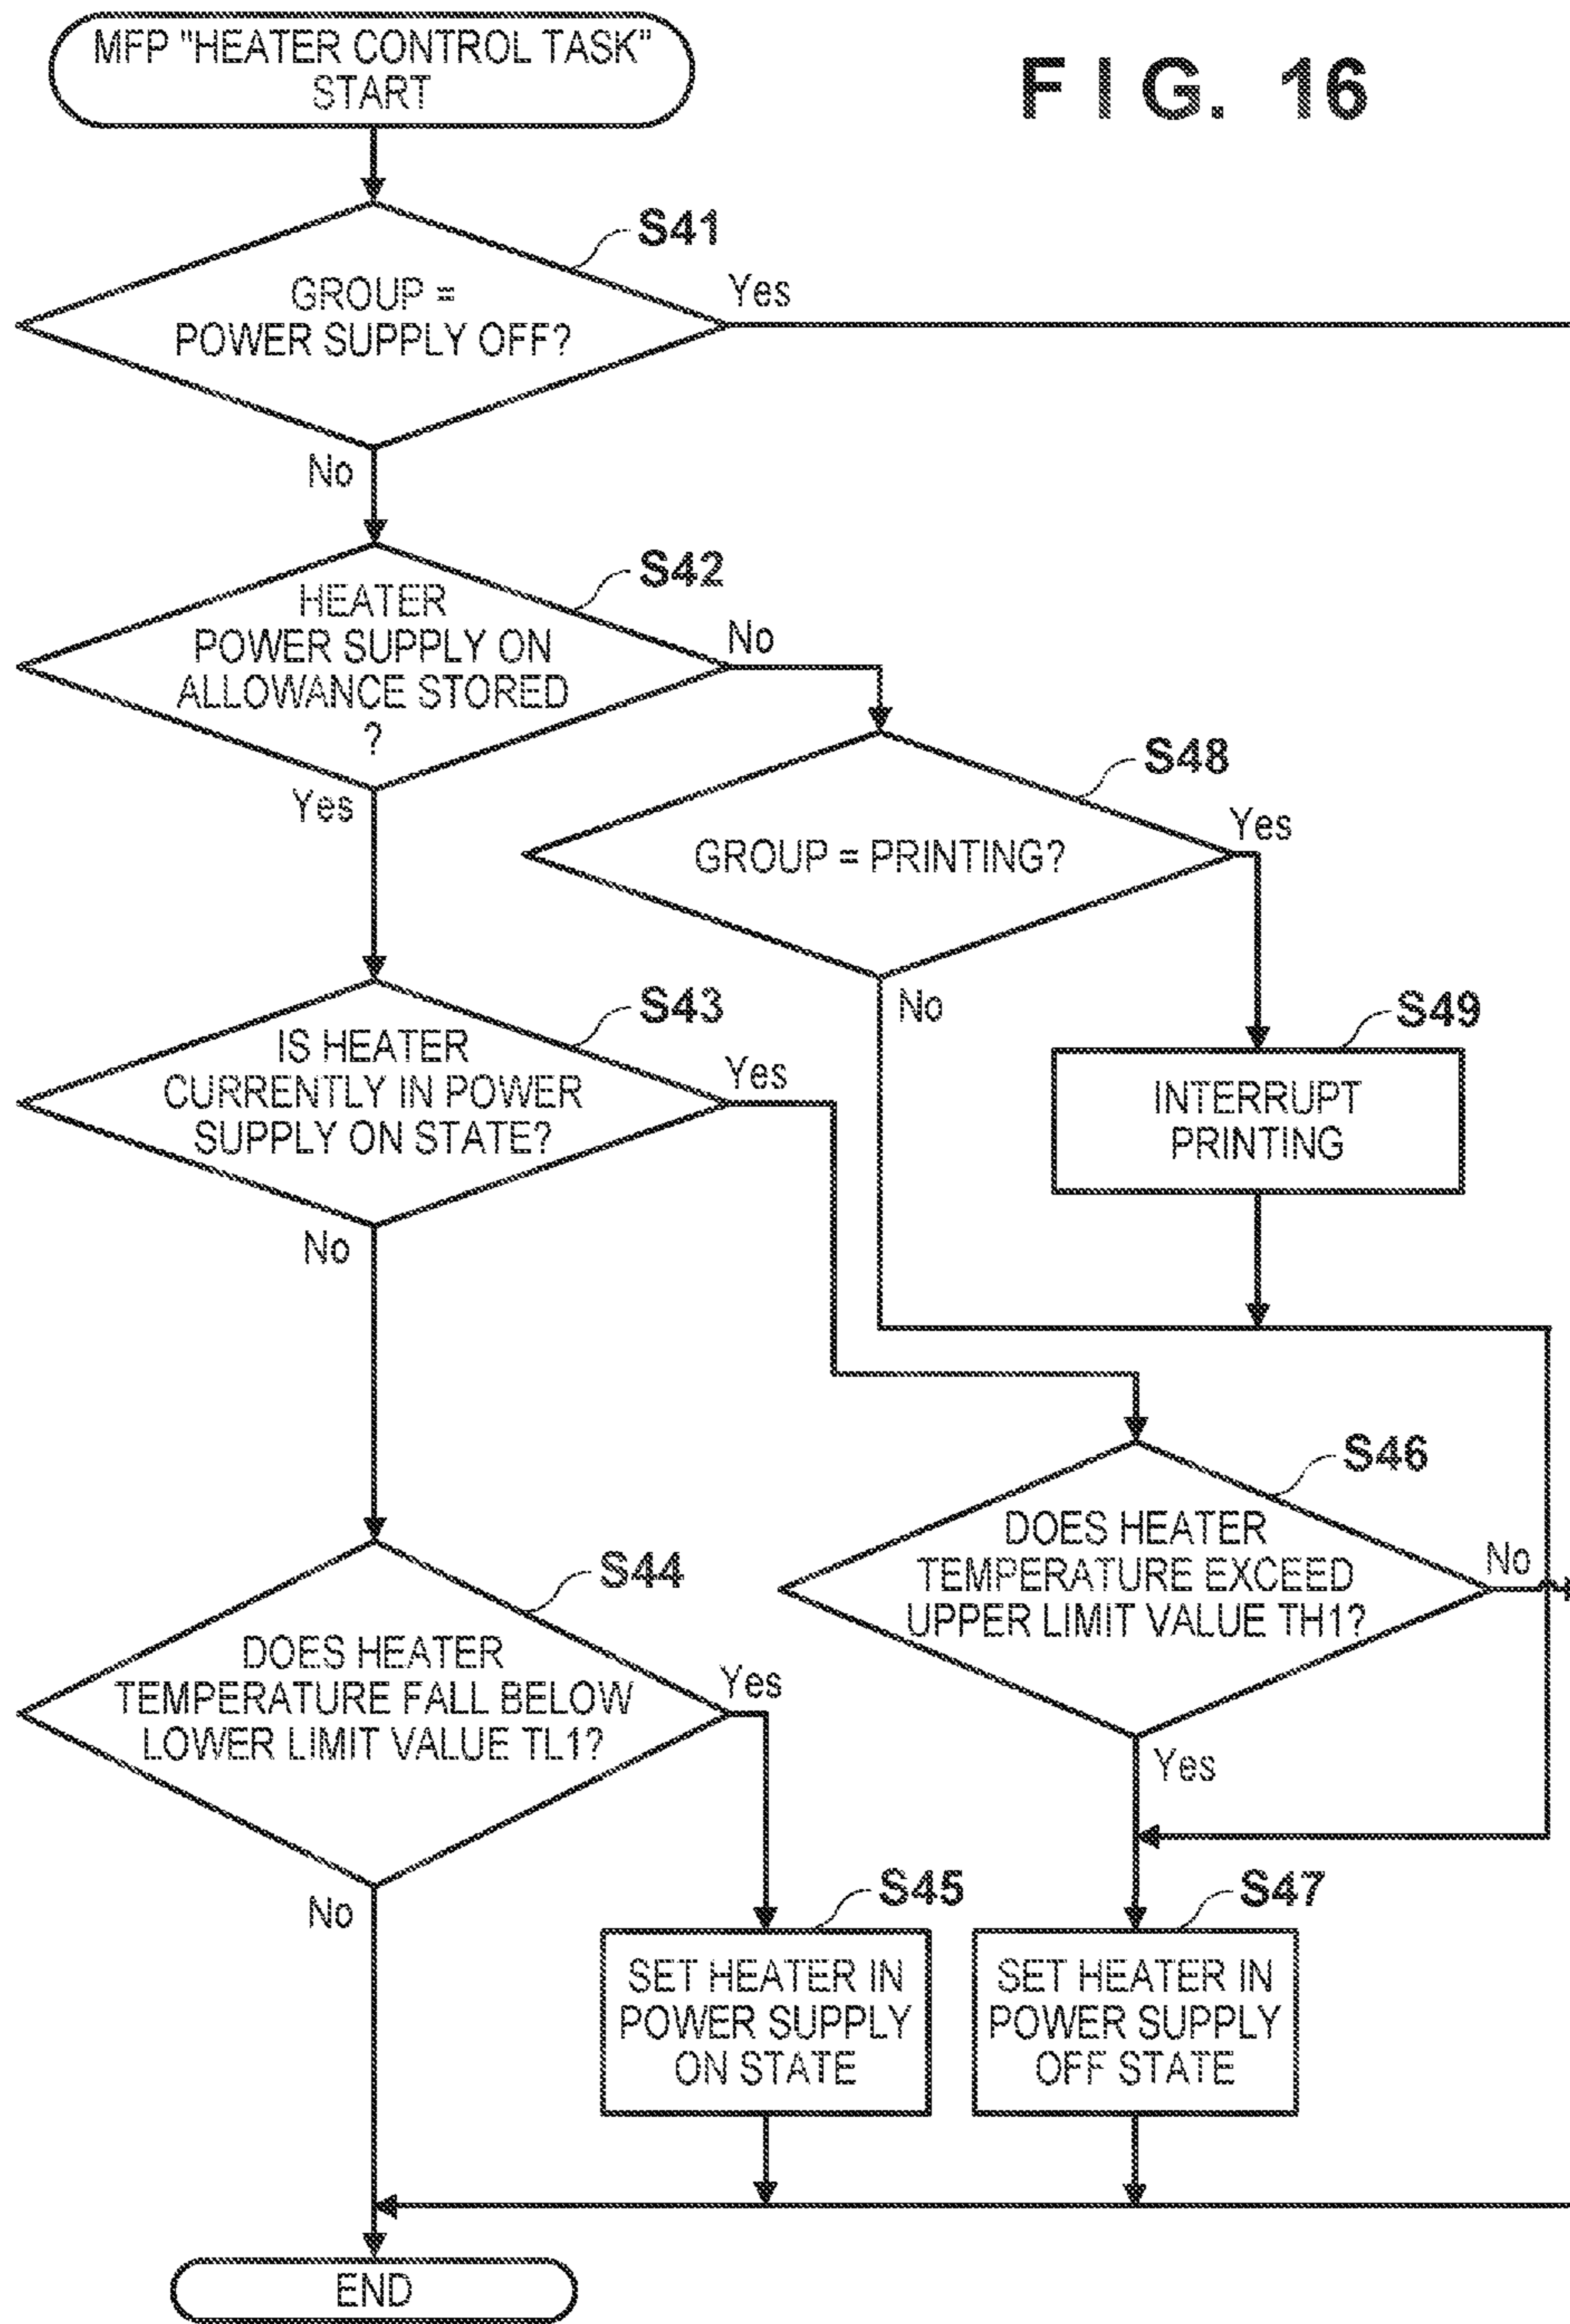 MFP "HEATER CONTROL TASK"
START
FIG. 16
S41
GROUP =
POWER SUPPLY OFF?
Yes
No
S42
HEATER
POWER SUPPLY ON
ALLOWANCE STORED
?
No
Yes
S48
GROUP = PRINTING?
Yes
No
S43
IS HEATER
CURRENTLY IN POWER
SUPPLY ON STATE?
Yes
No
S49
INTERRUPT
PRINTING
S46
DOES HEATER
TEMPERATURE EXCEED
UPPER LIMIT VALUE TH1?
No
Yes
S44
DOES HEATER
TEMPERATURE FALL BELOW
LOWER LIMIT VALUE TL1?
Yes
No
S45
SET HEATER IN
POWER SUPPLY
ON STATE
S47
SET HEATER IN
POWER SUPPLY
OFF STATE
END